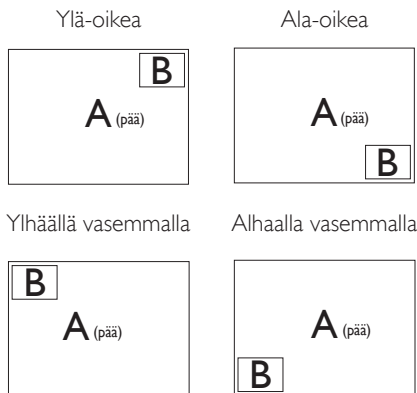 Ylä-oikea
Ala-oikea
B
A (pää)
A (pää)
B
Ylhäällä vasemmalla
Alhaalla vasemmalla
B
A (pää)
A (pää)
B